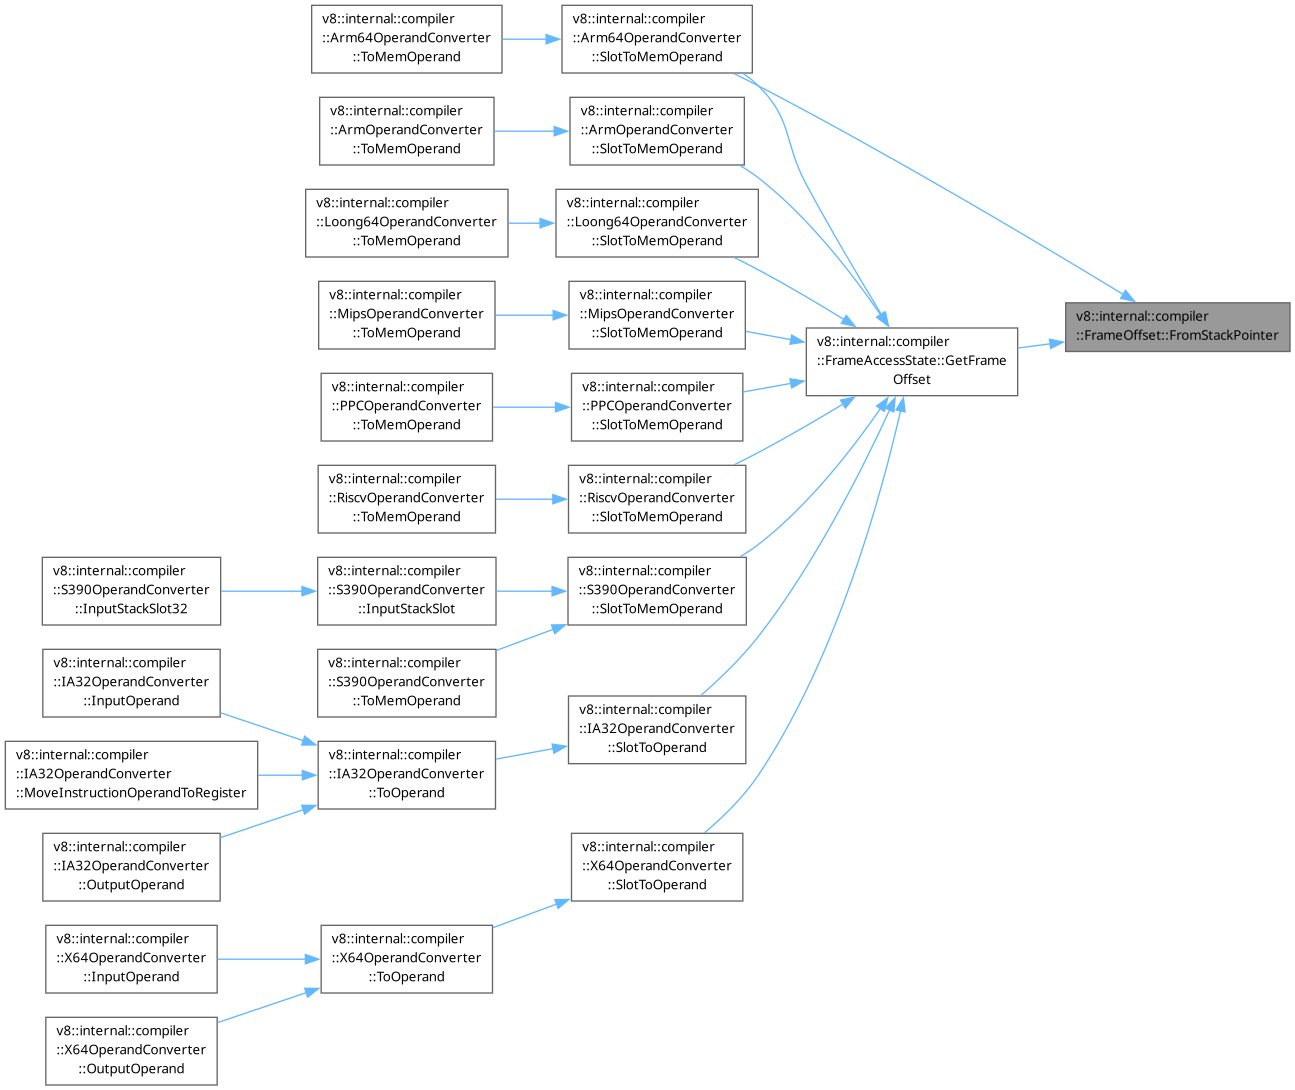 v8::internal::compiler
::Arm64OperandConverter
::ToMemOperand
v8::internal::compiler
::Arm64OperandConverter
::SlotToMemOperand
v8::internal::compiler
::ArmOperandConverter
::ToMemOperand
v8::internal::compiler
::ArmOperandConverter
::SlotToMemOperand
v8::internal::compiler
::Loong64OperandConverter
::ToMemOperand
v8::internal::compiler
::Loong64OperandConverter
::SlotToMemOperand
v8::internal::compiler
::MipsOperandConverter
::ToMemOperand
v8::internal::compiler
::MipsOperandConverter
::SlotToMemOperand
v8::internal::compiler
::FrameOffset::FromStackPointer
v8::internal::compiler
::FrameAccessState::GetFrame
Offset
v8::internal::compiler
::PPCOperandConverter
::ToMemOperand
v8::internal::compiler
::PPCOperandConverter
::SlotToMemOperand
v8::internal::compiler
::RiscvOperandConverter
::ToMemOperand
v8::internal::compiler
::RiscvOperandConverter
::SlotToMemOperand
v8::internal::compiler
::S390OperandConverter
::InputStackSlot32
v8::internal::compiler
::S390OperandConverter
::InputStackSlot
v8::internal::compiler
::S390OperandConverter
::SlotToMemOperand
v8::internal::compiler
::IA32OperandConverter
::InputOperand
v8::internal::compiler
::S390OperandConverter
::ToMemOperand
v8::internal::compiler
::IA32OperandConverter
::SlotToOperand
v8::internal::compiler
::IA32OperandConverter
::MoveInstructionOperandToRegister
v8::internal::compiler
::IA32OperandConverter
::ToOperand
v8::internal::compiler
::IA32OperandConverter
::OutputOperand
v8::internal::compiler
::X64OperandConverter
::SlotToOperand
v8::internal::compiler
::X64OperandConverter
::InputOperand
v8::internal::compiler
::X64OperandConverter
::ToOperand
v8::internal::compiler
::X64OperandConverter
::OutputOperand